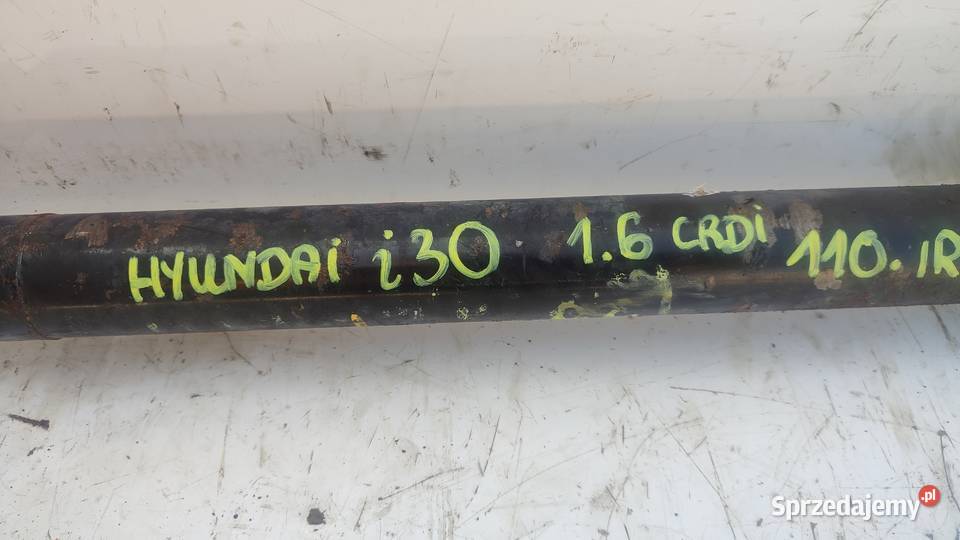 HYUNDAi i30 1.6 CRDi 110. IR
Sprzedajemy.pl